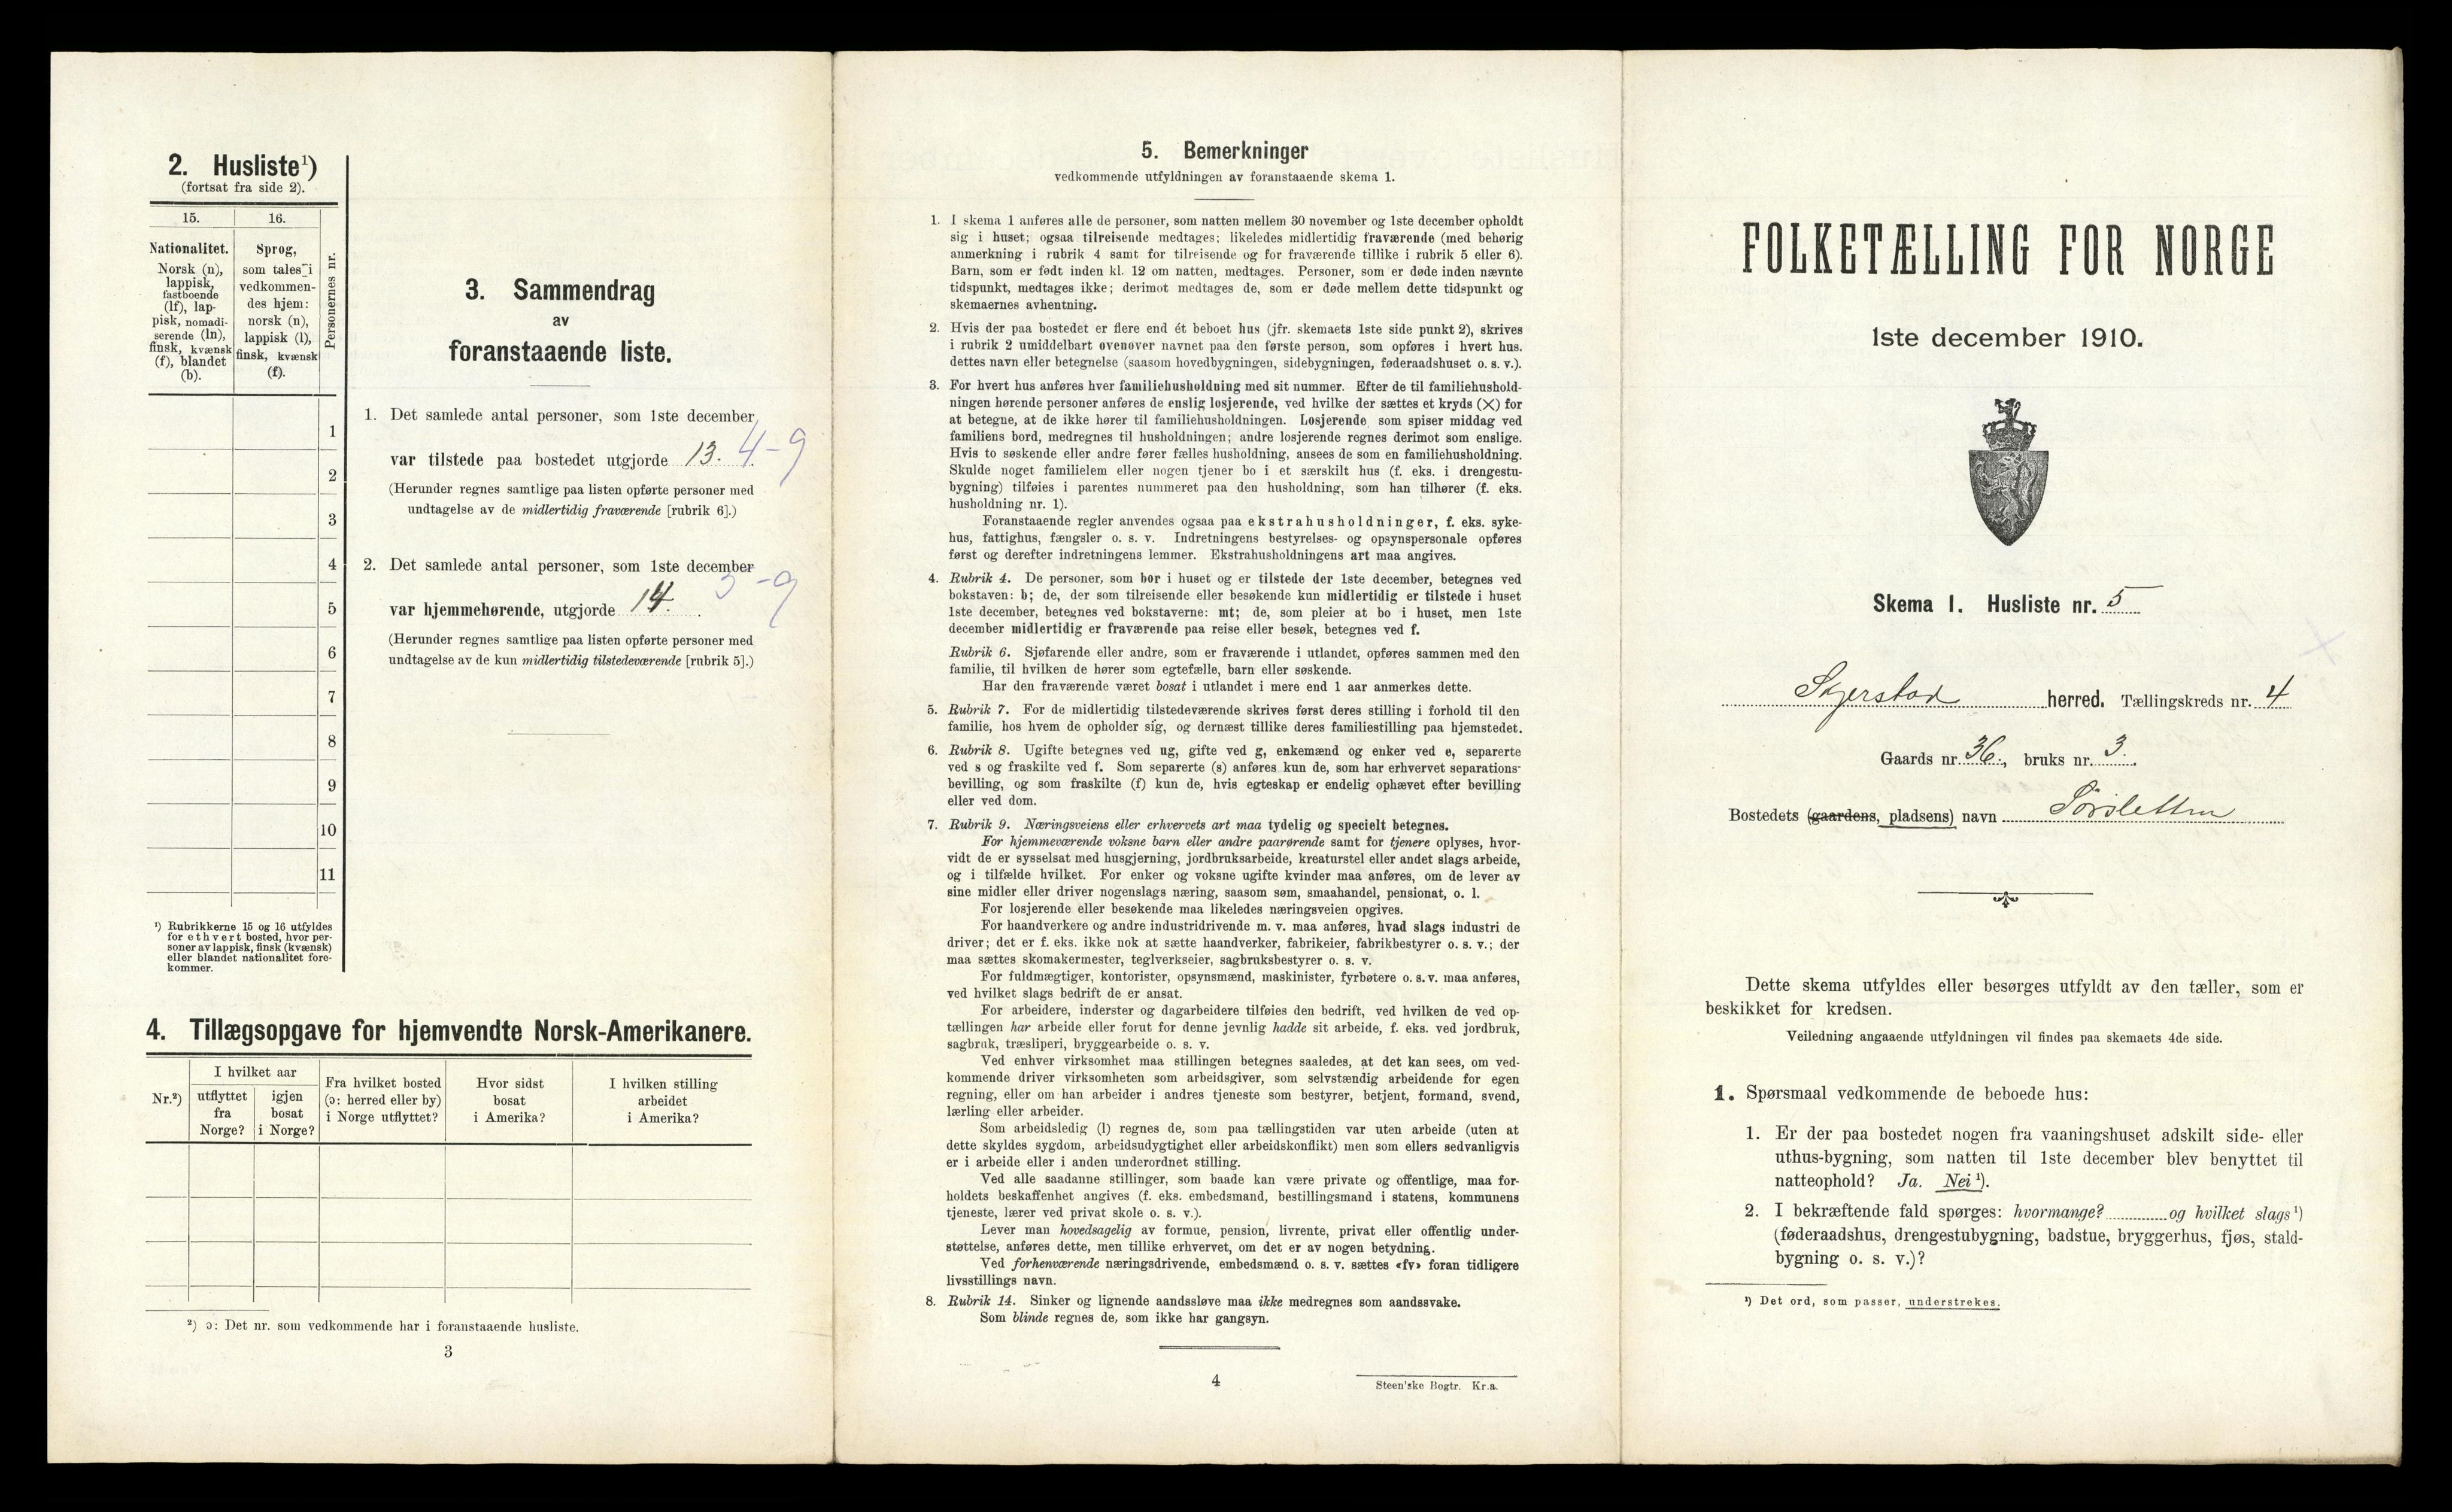 2. Husliste¹)
(fortsat fra side 2).
15. 16.
Personernes nr.
Nationalitet.
Norsk (n),
lappisk,
fastboende
(lf), lap-
pisk, nomadi-
serende (ln),
finsk, kvænsk
(f), blandet
(b).
Sprog,
som tales i
vedkommen-
des hjem:
norsk (n),
lappisk (l),
finsk, kvænsk
(f).
1
2
3
4
5
6
7
8
9
10
11
¹) Rubrikkerne 15 og 16 utfyldes
for ethvert bosted, hvor per-
soner av lappisk, finsk (kvænsk)
eller blandet nationalitet fore-
kommer.
3. Sammendrag
av
foranstaaende liste.
1. Det samlede antal personer, som 1ste december
var tilstede paa bostedet utgjorde 13. 4-9
(Herunder regnes samtlige paa listen opførte personer med
undtagelse av de midlertidig fraværende [rubrik 6].)
2. Det samlede antal personer, som 1ste december
var hjemmehørende, utgjorde 14. 5-9
(Herunder regnes samtlige paa listen opførte personer med
undtagelse av de kun midlertidig tilstedeværende [rubrik 5].)
4. Tillægsopgave for hjemvendte Norsk-Amerikanere.
Nr.²)
I hvilket aar
utflyttet
fra
Norge?
igjen
bosat
i Norge?
Fra hvilket bosted
(ɔ: herred eller by)
i Norge utflyttet?
Hvor sidst
bosat
i Amerika?
I hvilken stilling
arbeidet
i Amerika?
²) ɔ: Det nr. som vedkommende har i foranstaaende husliste.
3
5. Bemerkninger
vedkommende utfyldningen av foranstaaende skema 1.
1. I skema 1 anføres alle de personer, som natten mellem 30 november og 1ste december opholdt
sig i huset; ogsaa tilreisende medtages; likeledes midlertidig fraværende (med behørig
anmerkning i rubrik 4 samt for tilreisende og for fraværende tillike i rubrik 5 eller 6).
Barn, som er født inden kl. 12 om natten, medtages. Personer, som er døde inden nævnte
tidspunkt, medtages ikke; derimot medtages de, som er døde mellem dette tidspunkt og
skemaernes avhentning.
2. Hvis der paa bostedet er flere end ét beboet hus (jfr. skemaets 1ste side punkt 2), skrives
i rubrik 2 umiddelbart ovenover navnet paa den første person, som opføres i hvert hus.
dettes navn eller betegnelse (saasom hovedbygningen, sidebygningen, føderaadshuset o. s. v.).
3. For hvert hus anføres hver familiehusholdning med sit nummer. Efter de til familiehushold-
ningen hørende personer anføres de enslig losjerende, ved hvilke der sættes et kryds (✕) for
at betegne, at de ikke hører til familiehusholdningen. Losjerende som spiser middag ved
familiens bord, medregnes til husholdningen; andre losjerende regnes derimot som enslige.
Hvis to søskende eller andre fører fælles husholdning, ansees de som en familiehusholdning.
Skulde noget familielem eller nogen tjener bo i et særskilt hus (f. eks. i drengestu-
bygning) tilføies i parentes nummeret paa den husholdning, som han tilhører (f. eks.
husholdning nr. 1).
Foranstaaende regler anvendes ogsaa paa ekstrahusholdninger, f. eks. syke-
hus, fattighus, fængsler o. s. v. Indretningens bestyrelses- og opsynspersonale opføres
først og derefter indretningens lemmer. Ekstrahusholdningens art maa angives.
4. Rubrik 4. De personer, som bor i huset og er tilstede der 1ste december, betegnes ved
bokstaven: b; de, der som tilreisende eller besøkende kun midlertidig er tilstede i huset
1ste december, betegnes ved bokstaverne: mt; de, som pleier at bo i huset, men 1ste
december midlertidig er fraværende paa reise eller besøk, betegnes ved f.
Rubrik 6. Sjøfarende eller andre, som er fraværende i utlandet, opføres sammen med den
familie, til hvilken de hører som egtefælle, barn eller søskende.
Har den fraværende været bosat i utlandet i mere end 1 aar anmerkes dette.
5. Rubrik 7. For de midlertidig tilstedeværende skrives først deres stilling i forhold til den
familie, hos hvem de opholder sig, og dernæst tillike deres familiestilling paa hjemstedet.
6. Rubrik 8. Ugifte betegnes ved ug, gifte ved g, enkemænd og enker ved e, separerte
ved s og fraskilte ved f. Som separerte (s) anføres kun de, som har erhvervet separations-
bevilling, og som fraskilte (f) kun de, hvis egteskap er endelig ophævet efter bevilling
eller ved dom.
7. Rubrik 9. Næringsveiens eller erhvervets art maa tydelig og specielt betegnes.
For hjemmeværende voksne barn eller andre paarørende samt for tjenere oplyses, hvor-
vidt de er sysselsat med husgjerning, jordbruksarbeide, kreaturstel eller andet slags arbeide,
og i tilfælde hvilket. For enker og voksne ugifte kvinder maa anføres, om de lever av
sine midler eller driver nogenslags næring, saasom søm, smaahandel, pensionat, o. l.
For losjerende eller besøkende maa likeledes næringsveien opgives.
For haandverkere og andre industridrivende m. v. maa anføres, hvad slags industri de
driver; det er f. eks. ikke nok at sætte haandverker, fabrikeier, fabrikbestyrer o. s. v.; der
maa sættes skomakermester, teglverkseier, sagbruksbestyrer o. s. v.
For fuldmægtiger, kontorister, opsynsmænd, maskinister, fyrbøtere o. s. v. maa anføres,
ved hvilket slags bedrift de er ansat.
For arbeidere, inderster og dagarbeidere tilføies den bedrift, ved hvilken de ved op-
tællingen har arbeide eller forut for denne jevnlig hadde sit arbeide, f. eks. ved jordbruk,
sagbruk, træsliperi, bryggearbeide o. s. v.
Ved enhver virksomhet maa stillingen betegnes saaledes, at det kan sees, om ved-
kommende driver virksomheten som arbeidsgiver, som selvstændig arbeidende for egen
regning, eller om han arbeider i andres tjeneste som bestyrer, betjent, formand, svend,
lærling eller arbeider.
Som arbeidsledig (l) regnes de, som paa tællingstiden var uten arbeide (uten at
dette skyldes sygdom, arbeidsudygtighet eller arbeidskonflikt) men som ellers sedvanligvis
er i arbeide eller i anden underordnet stilling.
Ved alle saadanne stillinger, som baade kan være private og offentlige, maa for-
holdets beskaffenhet angives (f. eks. embedsmand, bestillingsmand i statens, kommunens
tjeneste, lærer ved privat skole o. s. v.).
Lever man hovedsagelig av formue, pension, livrente, privat eller offentlig under-
støttelse, anføres dette, men tillike erhvervet, om det er av nogen betydning.
Ved forhenværende næringsdrivende, embedsmænd o. s. v. sættes «fv» foran tidligere
livsstillings navn.
8. Rubrik 14. Sinker og lignende aandssløve maa ikke medregnes som aandssvake.
Som blinde regnes de, som ikke har gangsyn.
4
Steen'ske Bogtr. Kr.a.
FOLKETÆLLING FOR NORGE
1ste december 1910.
Skema I. Husliste nr. 5
Skjerstad herred. Tællingskreds nr. 4
Gaards nr. 36., bruks nr. 3.
Bostedets (gaardens, pladsens) navn Sörsletten
Dette skema utfyldes eller besørges utfyldt av den tæller, som er
beskikket for kredsen.
Veiledning angaaende utfyldningen vil findes paa skemaets 4de side.
1. Spørsmaal vedkommende de beboede hus:
1. Er der paa bostedet nogen fra vaaningshuset adskilt side- eller
uthus-bygning, som natten til 1ste december blev benyttet til
natteophold? Ja. Nei¹).
2. I bekræftende fald spørges: hvormange? og hvilket slags¹)
(føderaadshus, drengestubygning, badstue, bryggerhus, fjøs, stald-
bygning o. s. v.)?
¹) Det ord, som passer, understrekes.